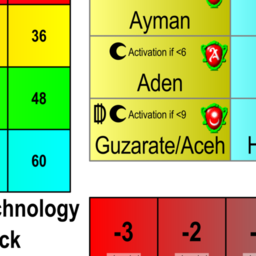 36
48
60
Ayman
Activation if <6
Aden
Activation if <9
Guzarate/Aceh
H
chnology
ck
-3
-2
-